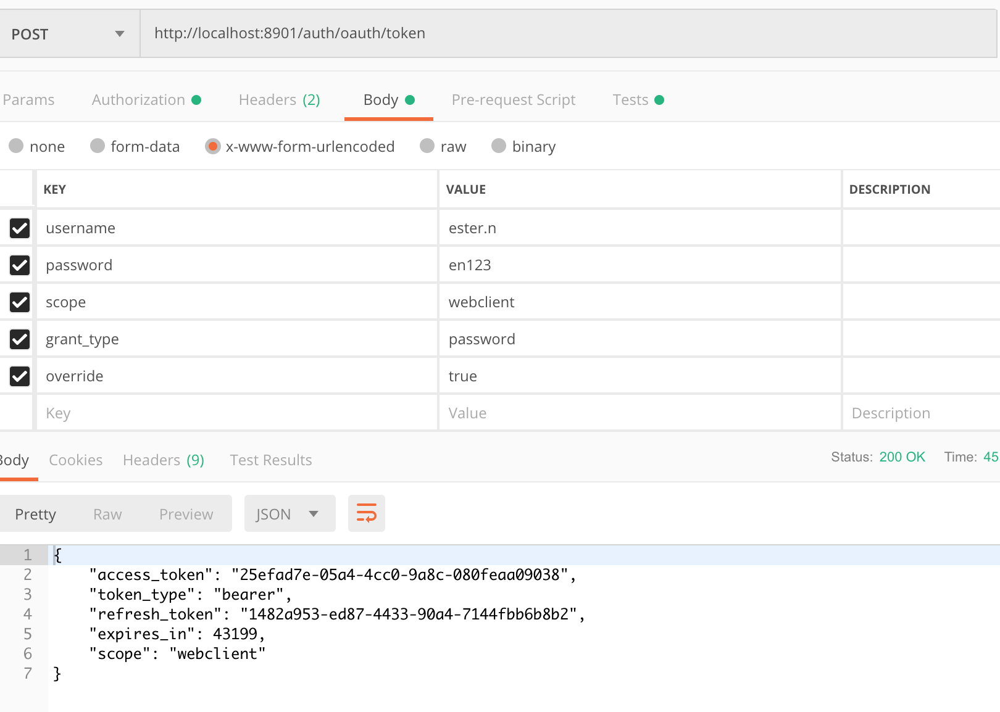 POST http://localhost:8901/auth/oauth/token
Params Authorization Headers (2) Body Pre-request Script Tests
none form-data x-www-form-urlencoded raw binary
KEY VALUE DESCRIPTION
username ester.n
password en123
scope webclient
grant_type password
override true
Key Value Description
Body Cookies Headers (9) Test Results Status: 200 OK Time: 45
Pretty Raw Preview JSON
1 {
2 "access_token": "25efad7e-05a4-4cc0-9a8c-080feaa09038",
3 "token_type": "bearer",
4 "refresh_token": "1482a953-ed87-4433-90a4-7144fbb6b8b2",
5 "expires_in": 43199,
6 "scope": "webclient"
7 }